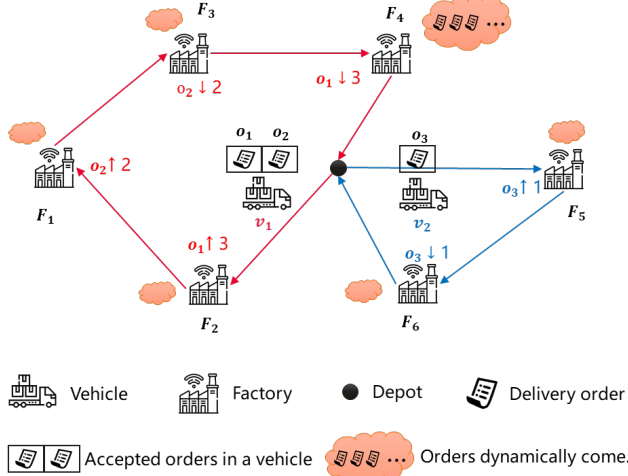 F₃
F₄
o₂ ↓ 2
o₁ ↓ 3
o₁ o₂
o₃
o₂ ↑ 2
F₁
v₁
v₂
o₃ ↑ 1
F₅
o₁ ↑ 3
o₃ ↓ 1
F₂
F₆
Vehicle
Factory
Depot
Delivery order
Accepted orders in a vehicle
Orders dynamically come.